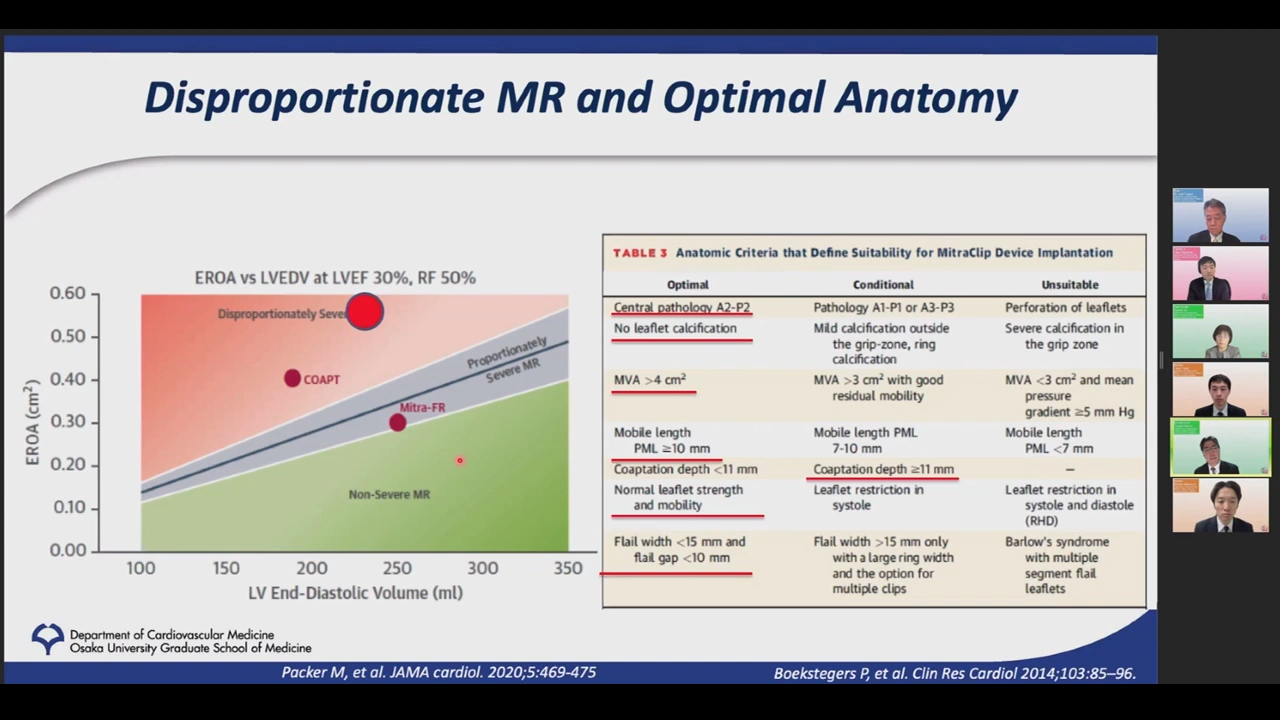 Disproportionate MR and Optimal Anatomy
EROA vs LVEDV at LVEF 30%, RF 50%
0.60
0.50
0.40
0.30
0.20
0.10
0.00
EROA (cm²)
Disproportionately Seve
COAPT
Proportionately
Severe MR
Mitra-FR
Non-Severe MR
100 150 200 250 300 350
LV End-Diastolic Volume (ml)
TABLE 3 Anatomic Criteria that Define Suitability for MitraClip Device Implantation
Optimal Conditional Unsuitable
Central pathology A2-P2 Pathology A1-P1 or A3-P3 Perforation of leaflets
No leaflet calcification Mild calcification outside Severe calcification in
the grip-zone, ring the grip zone
calcification
MVA >4 cm² MVA >3 cm² with good MVA <3 cm² and mean
residual mobility pressure
gradient ≥5 mm Hg
Mobile length Mobile length PML Mobile length
PML ≥10 mm 7-10 mm PML <7 mm
Coaptation depth <11 mm Coaptation depth ≥11 mm —
Normal leaflet strength Leaflet restriction in Leaflet restriction in
and mobility systole systole and diastole
(RHD)
Flail width <15 mm and Flail width >15 mm only Barlow's syndrome
flail gap <10 mm with a large ring width with multiple
and the option for segment flail
multiple clips leaflets
Department of Cardiovascular Medicine
Osaka University Graduate School of Medicine
Packer M, et al. JAMA cardiol. 2020;5:469-475
Boekstegers P, et al. Clin Res Cardiol 2014;103:85–96.